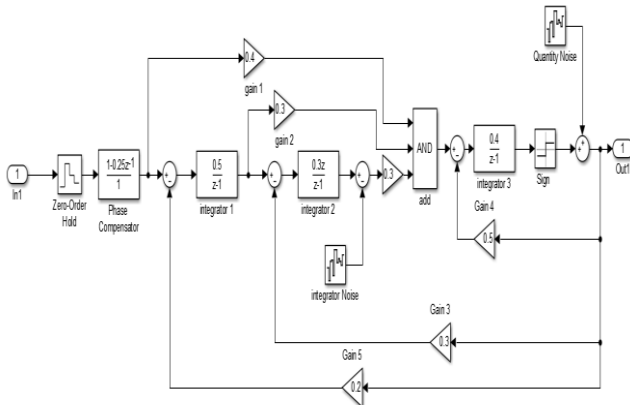 Quantity Noise
0.4
gain 1
0.3
gain 2
1
In1
Zero-Order
Hold
1-0.25z-1
1
Phase
Compensator
0.5
z-1
integrator 1
0.3z
z-1
integrator 2
0.3
AND
add
0.4
z-1
integrator 3
Sign
1
Out1
Gain 4
0.5
integrator Noise
Gain 3
0.3
Gain 5
0.2